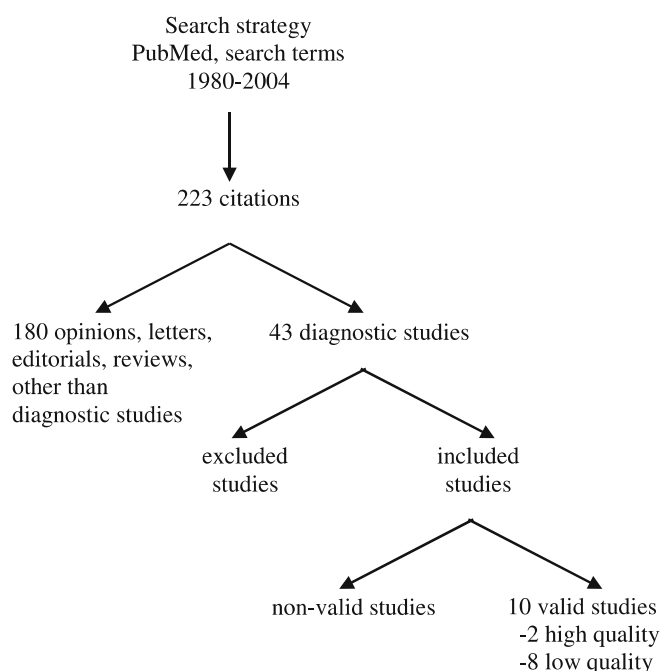 Search strategy
PubMed, search terms
1980-2004
223 citations
180 opinions, letters,
editorials, reviews,
other than
diagnostic studies
43 diagnostic studies
excluded
studies
included
studies
non-valid studies
10 valid studies
-2 high quality
-8 low quality